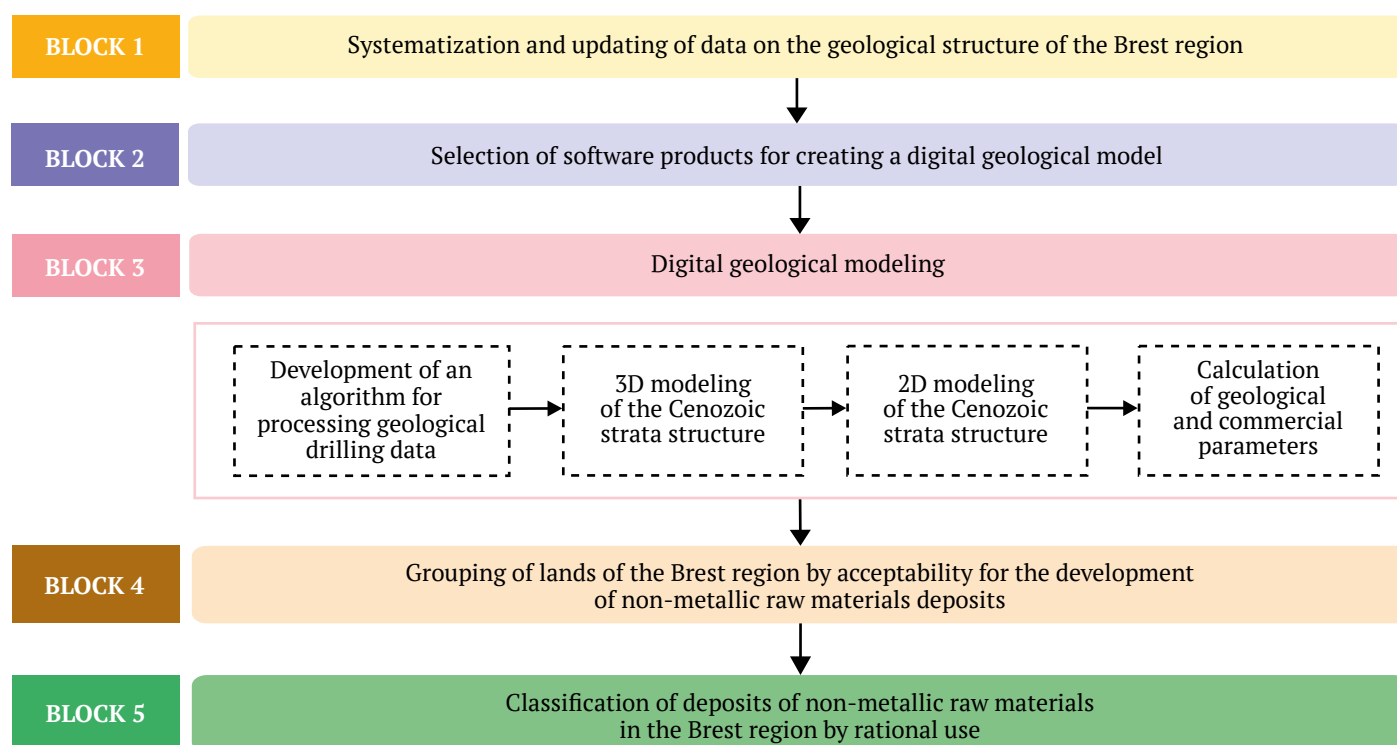 BLOCK 1
Systematization and updating of data on the geological structure of the Brest region
BLOCK 2
Selection of software products for creating a digital geological model
BLOCK 3
Digital geological modeling
Development of an
algorithm for
processing geological
drilling data
3D modeling
of the Cenozoic
strata structure
2D modeling
of the Cenozoic
strata structure
Calculation
of geological
and commercial
parameters
BLOCK 4
Grouping of lands of the Brest region by acceptability for the development
of non-metallic raw materials deposits
BLOCK 5
Classification of deposits of non-metallic raw materials
in the Brest region by rational use